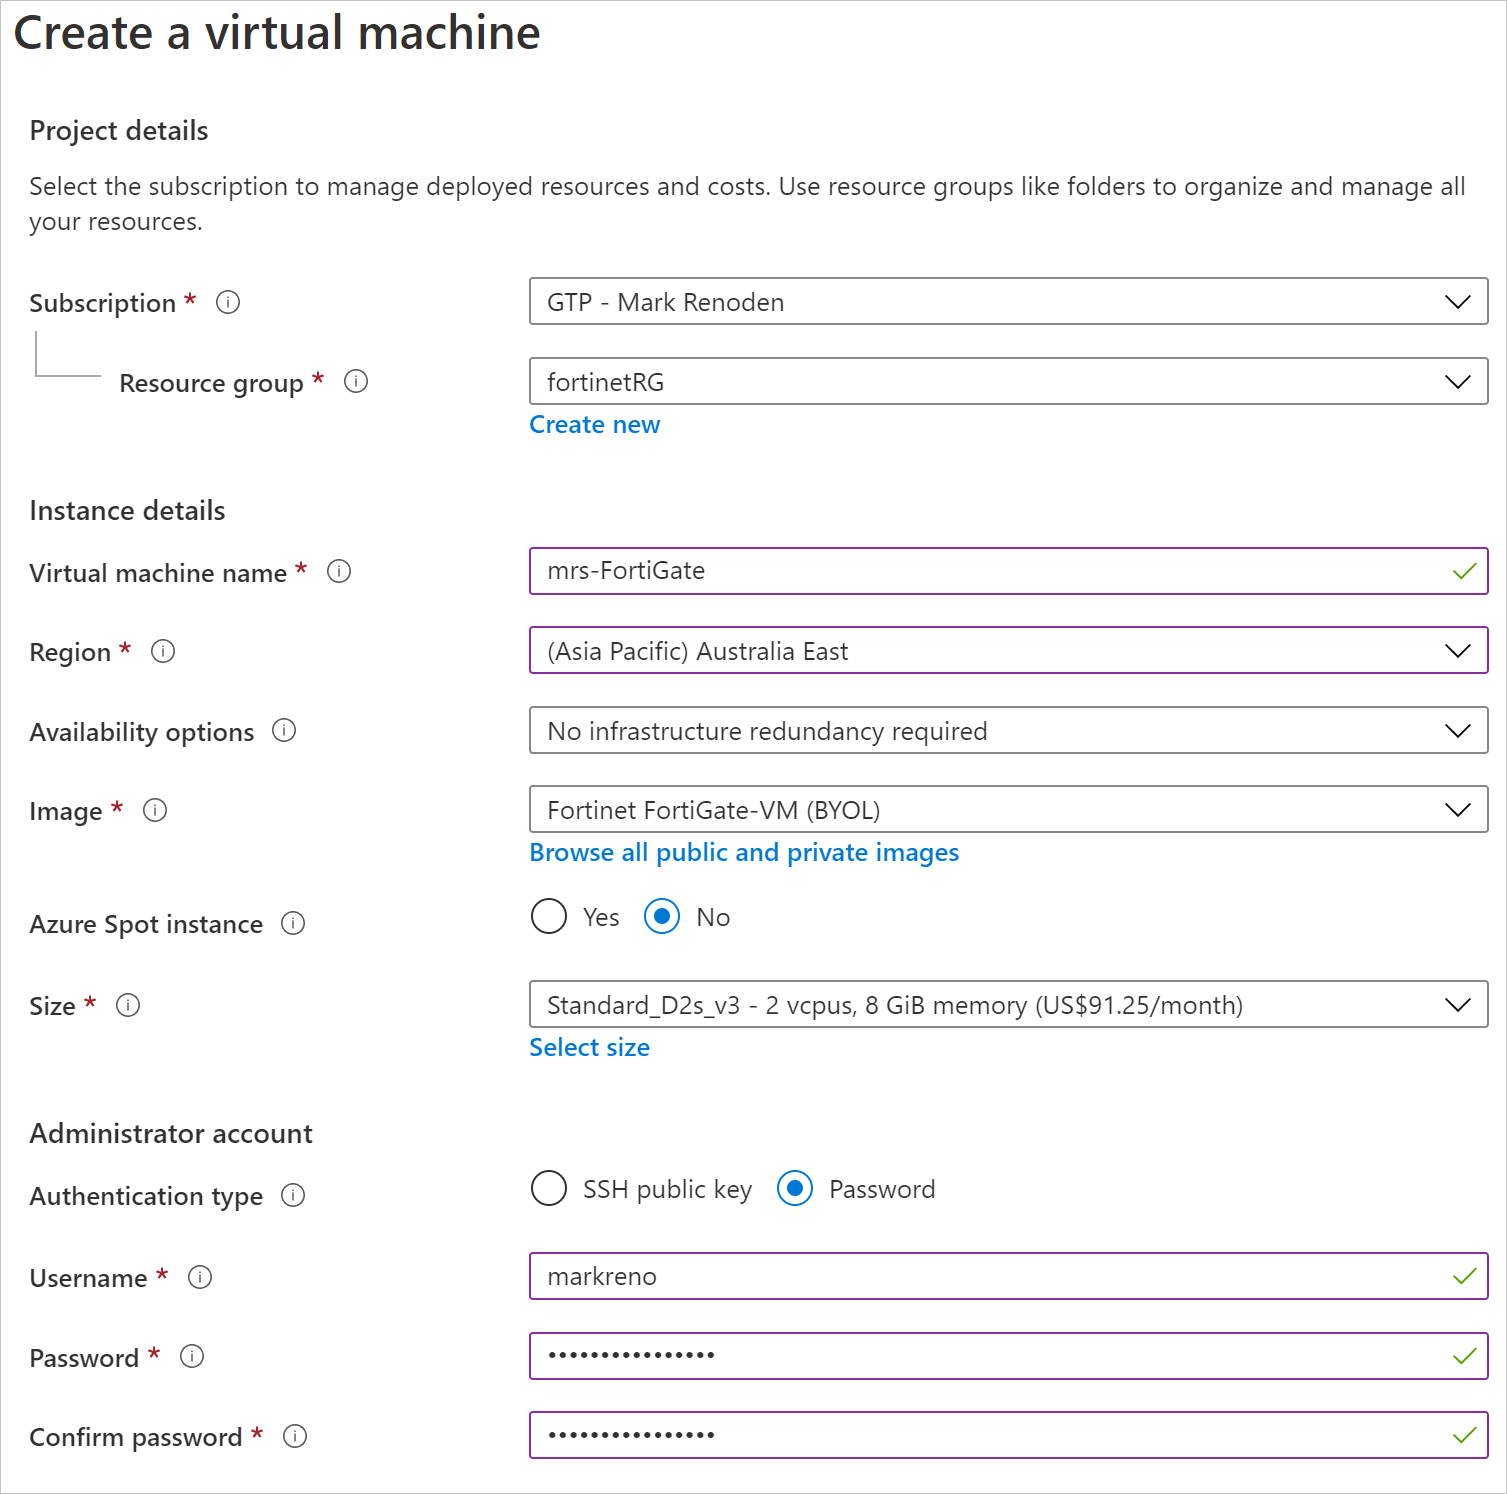 Create a virtual machine
Project details
Select the subscription to manage deployed resources and costs. Use resource groups like folders to organize and manage all
your resources.
Subscription *
GTP - Mark Renoden
Resource group *
fortinetRG
Create new
Instance details
Virtual machine name *
mrs-FortiGate
Region *
(Asia Pacific) Australia East
Availability options
No infrastructure redundancy required
Image *
Fortinet FortiGate-VM (BYOL)
Browse all public and private images
Azure Spot instance
Yes No
Size *
Standard_D2s_v3 - 2 vcpus, 8 GiB memory (US$91.25/month)
Select size
Administrator account
Authentication type
SSH public key Password
Username *
markreno
Password *
••••••••••••••••
Confirm password *
••••••••••••••••